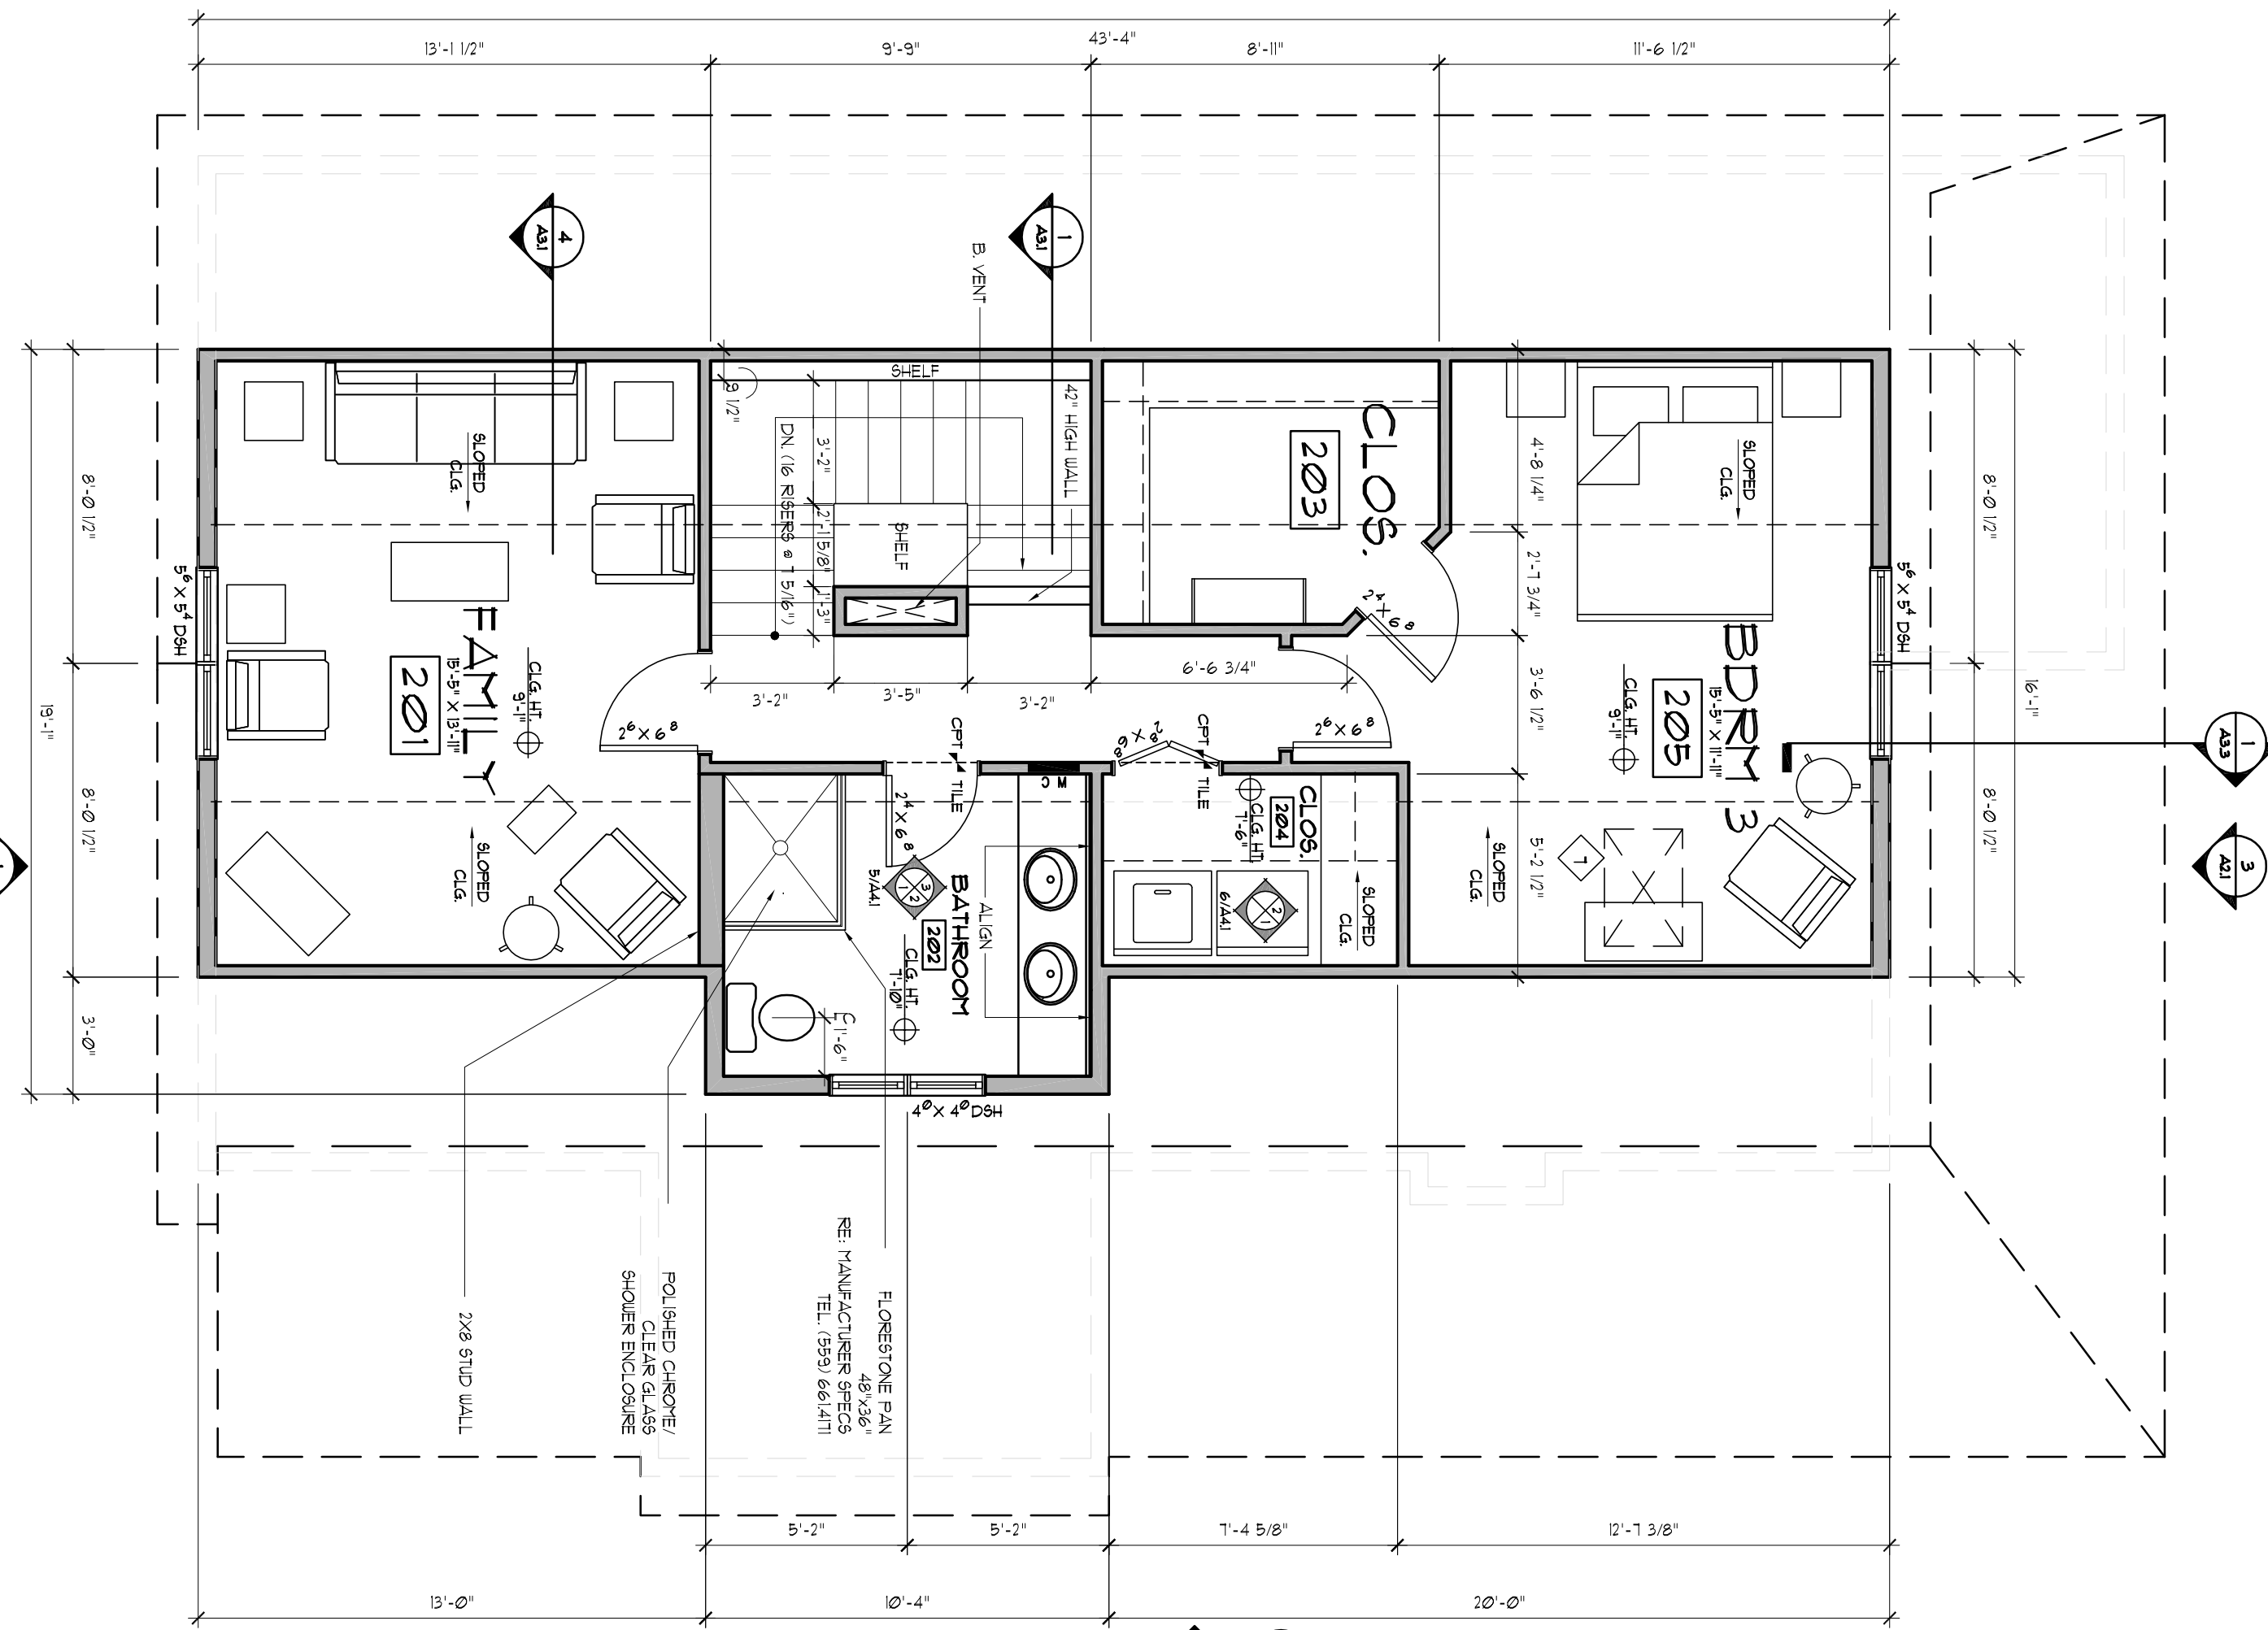 43'-4"
13'-1 1/2"
9'-9"
8'-11"
11'-6 1/2"
4
A3.1
1
A3.1
B. VENT
SHELF
9 1/2"
42" HIGH WALL
DN. (16 RISERS @ 7 5/16")
3'-2"
2'-1 5/8"
1'-3"
SHELF
CLOS.
203
4'-8 1/4"
2'-7 3/4"
3'-6 1/2"
5'-2 1/2"
SLOPED
CLG.
SLOPED
CLG.
8'-0 1/2"
8'-0 1/2"
3'-0"
19'-1"
8'-0 1/2"
8'-0 1/2"
16'-1"
5⁶ X 5⁴ DSH
5⁶ X 5⁴ DSH
FAMILY
15'-5" X 13'-11"
201
CLG. HT.
9'-1"
BDRM 3
15'-5" X 11'-11"
205
CLG. HT.
9'-1"
2⁴ X 6⁸
6'-6 3/4"
3'-2"
3'-5"
3'-2"
2⁶ X 6⁸
2⁸ X 6⁸
2⁶ X 6⁸
CPT
TILE
CPT
TILE
M C
2⁴ X 6⁸
1
A3.3
3
A2.1
CLOS.
204
CLG. HT.
7'-6"
7
SLOPED
CLG.
SLOPED
CLG.
SLOPED
CLG.
3
1
2
5/A4.1
2
1
6/A4.1
BATHROOM
202
CLG. HT.
7'-10"
ALIGN
CL
1'-6"
4⁰ X 4⁰ DSH
FLORESTONE PAN
48"x36"
RE: MANUFACTURER SPECS
TEL. (559) 661.4171
POLISHED CHROME/
CLEAR GLASS
SHOWER ENCLOSURE
2X8 STUD WALL
5'-2"
5'-2"
7'-4 5/8"
12'-7 3/8"
13'-0"
10'-4"
20'-0"